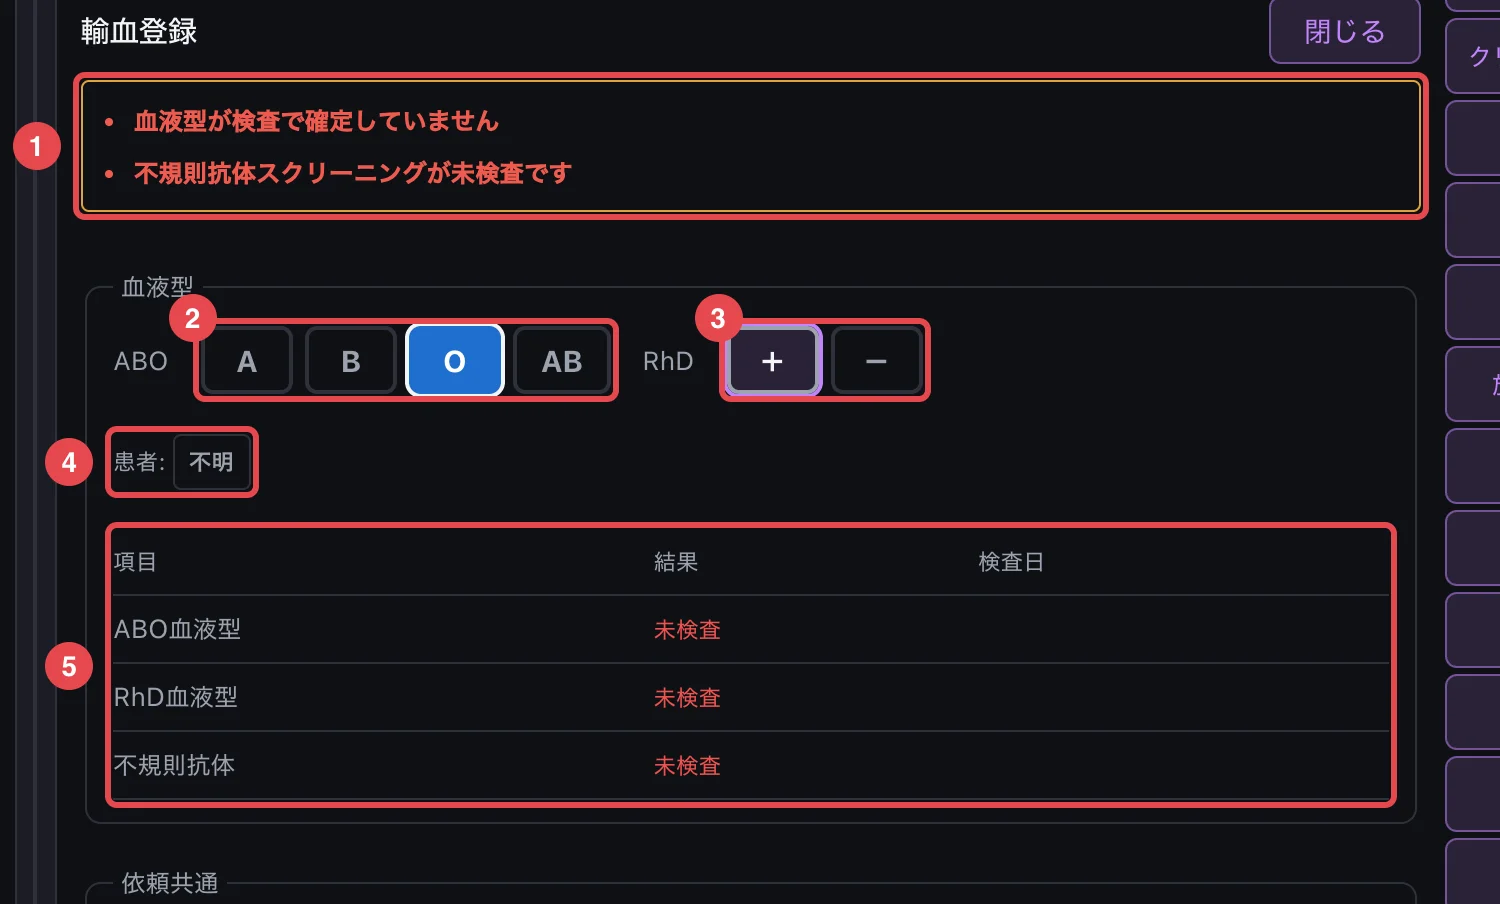 輸血登録
閉じる
• 血液型が検査で確定していません
• 不規則抗体スクリーニングが未検査です
1
血液型
2
3
ABO
A
B
O
AB
RhD
+
−
4
患者: 不明
項目 結果 検査日
ABO血液型 未検査
5
RhD血液型 未検査
不規則抗体 未検査
依頼共通